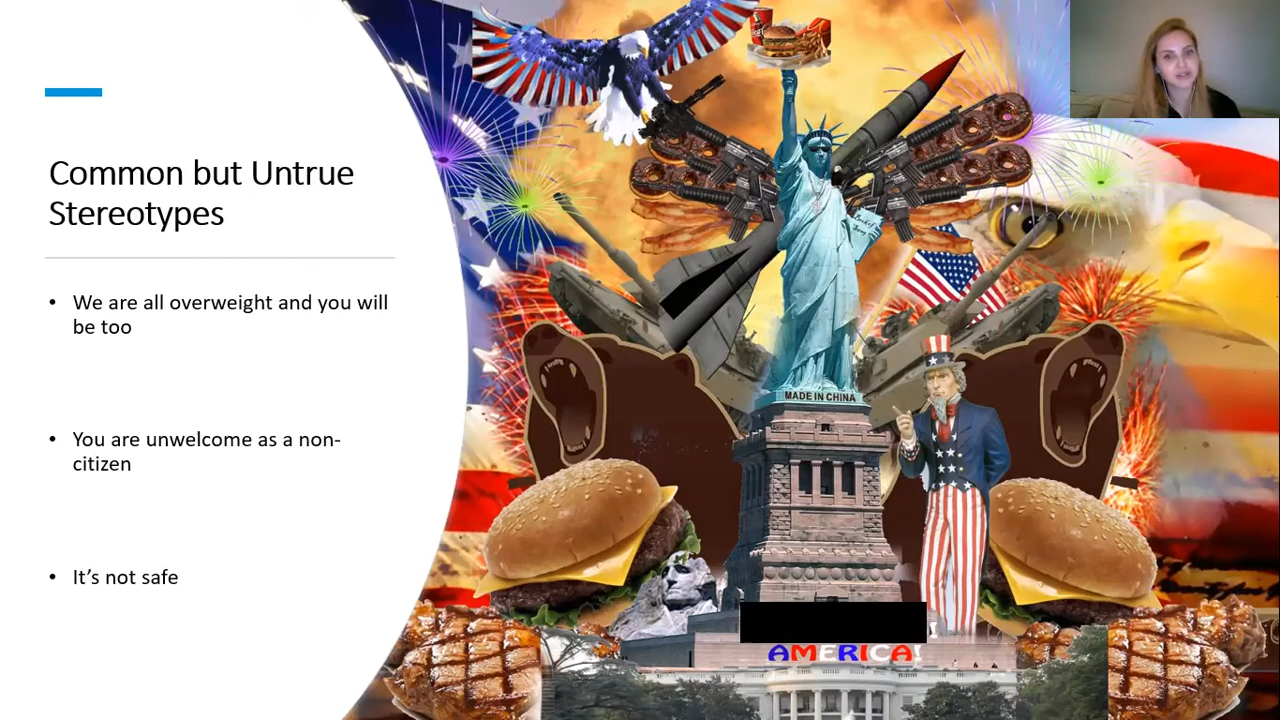 Common but Untrue
Stereotypes
• We are all overweight and you will
be too
• You are unwelcome as a non-
citizen
• It’s not safe
MADE IN CHINA
AMERICA!